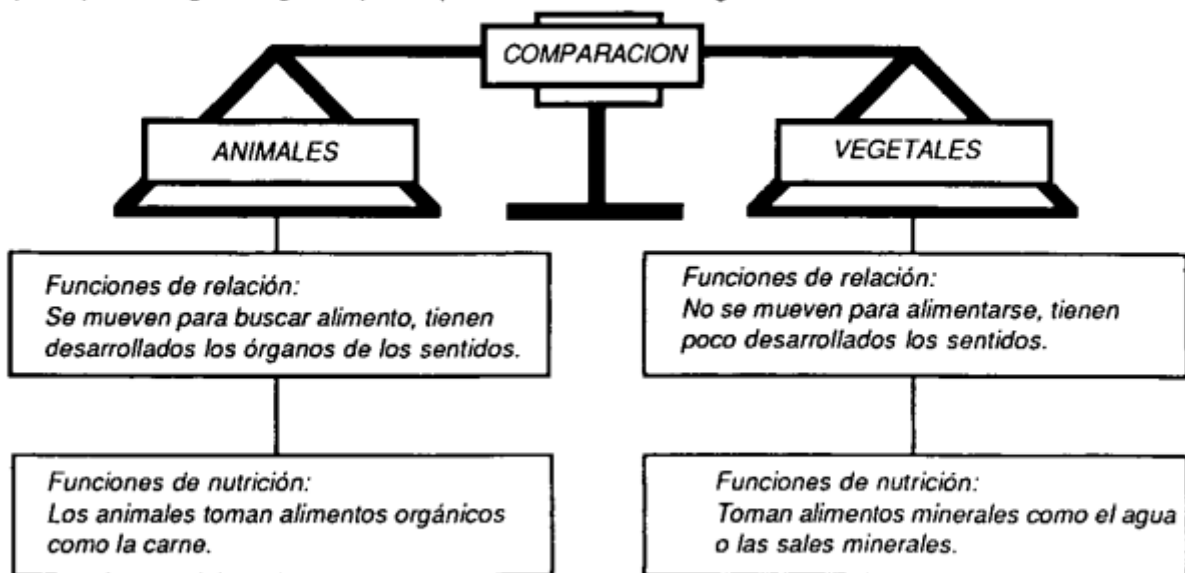 COMPARACION
ANIMALES
VEGETALES
Funciones de relación:
Se mueven para buscar alimento, tienen
desarrollados los órganos de los sentidos.
Funciones de relación:
No se mueven para alimentarse, tienen
poco desarrollados los sentidos.
Funciones de nutrición:
Los animales toman alimentos orgánicos
como la carne.
Funciones de nutrición:
Toman alimentos minerales como el agua
o las sales minerales.